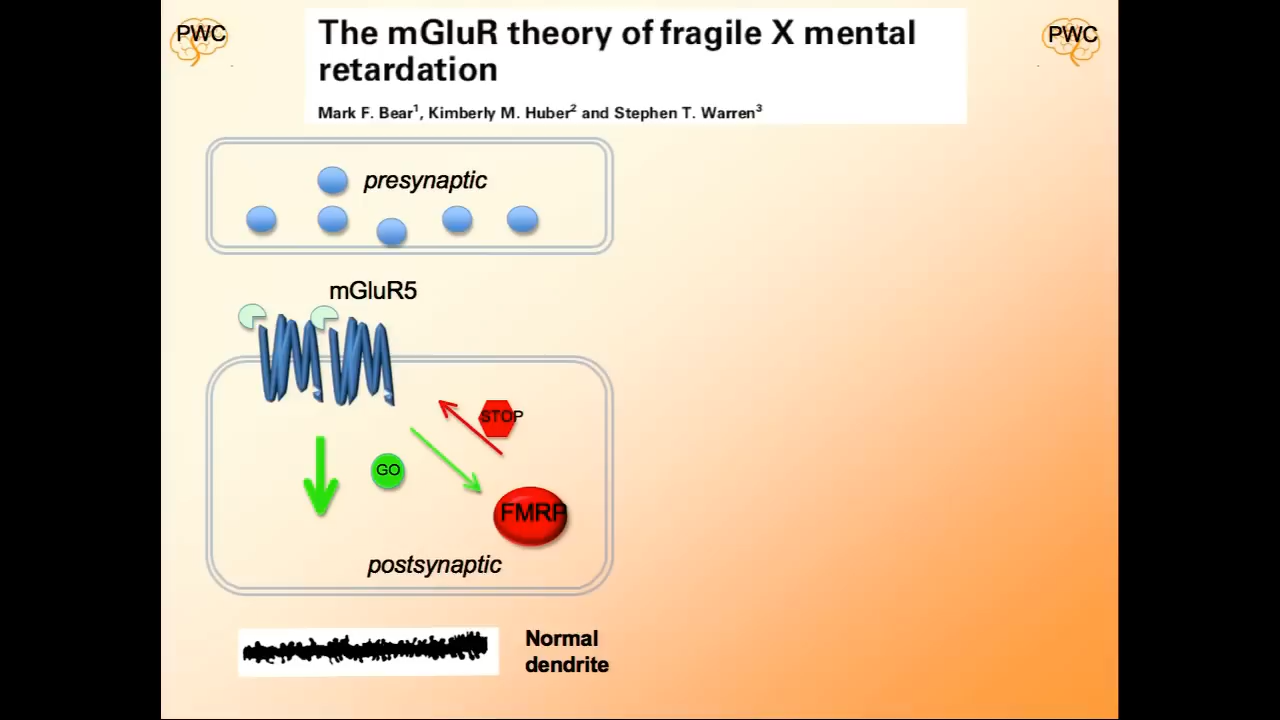 PWC
PWC
The mGluR theory of fragile X mental
retardation
Mark F. Bear¹, Kimberly M. Huber² and Stephen T. Warren³
presynaptic
mGluR5
STOP
GO
FMRP
postsynaptic
Normal
dendrite